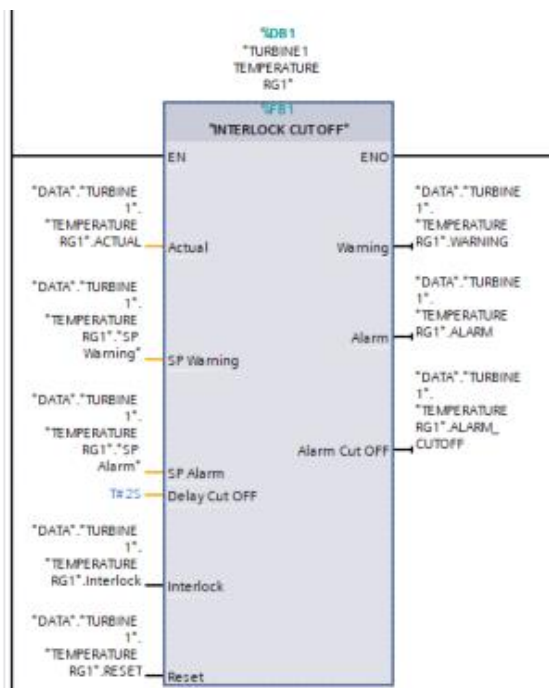 %DB1
"TURBINE1
TEMPERATURE
RG1"
%FB1
"INTERLOCK CUT OFF"
EN
ENO
"DATA"."TURBINE
1".
"TEMPERATURE
RG1".ACTUAL
Actual
"DATA"."TURBINE
1".
"TEMPERATURE
RG1".WARNING
Warning
"DATA"."TURBINE
1".
"TEMPERATURE
RG1"."SP
Warning"
SP Warning
"DATA"."TURBINE
1".
"TEMPERATURE
RG1".ALARM
Alarm
"DATA"."TURBINE
1".
"TEMPERATURE
RG1"."SP
Alarm"
SP Alarm
"DATA"."TURBINE
1".
"TEMPERATURE
RG1".ALARM_
CUTOFF
Alarm Cut OFF
T#2S
Delay Cut OFF
"DATA"."TURBINE
1".
"TEMPERATURE
RG1".Interlock
Interlock
"DATA"."TURBINE
1".
"TEMPERATURE
RG1".RESET
Reset